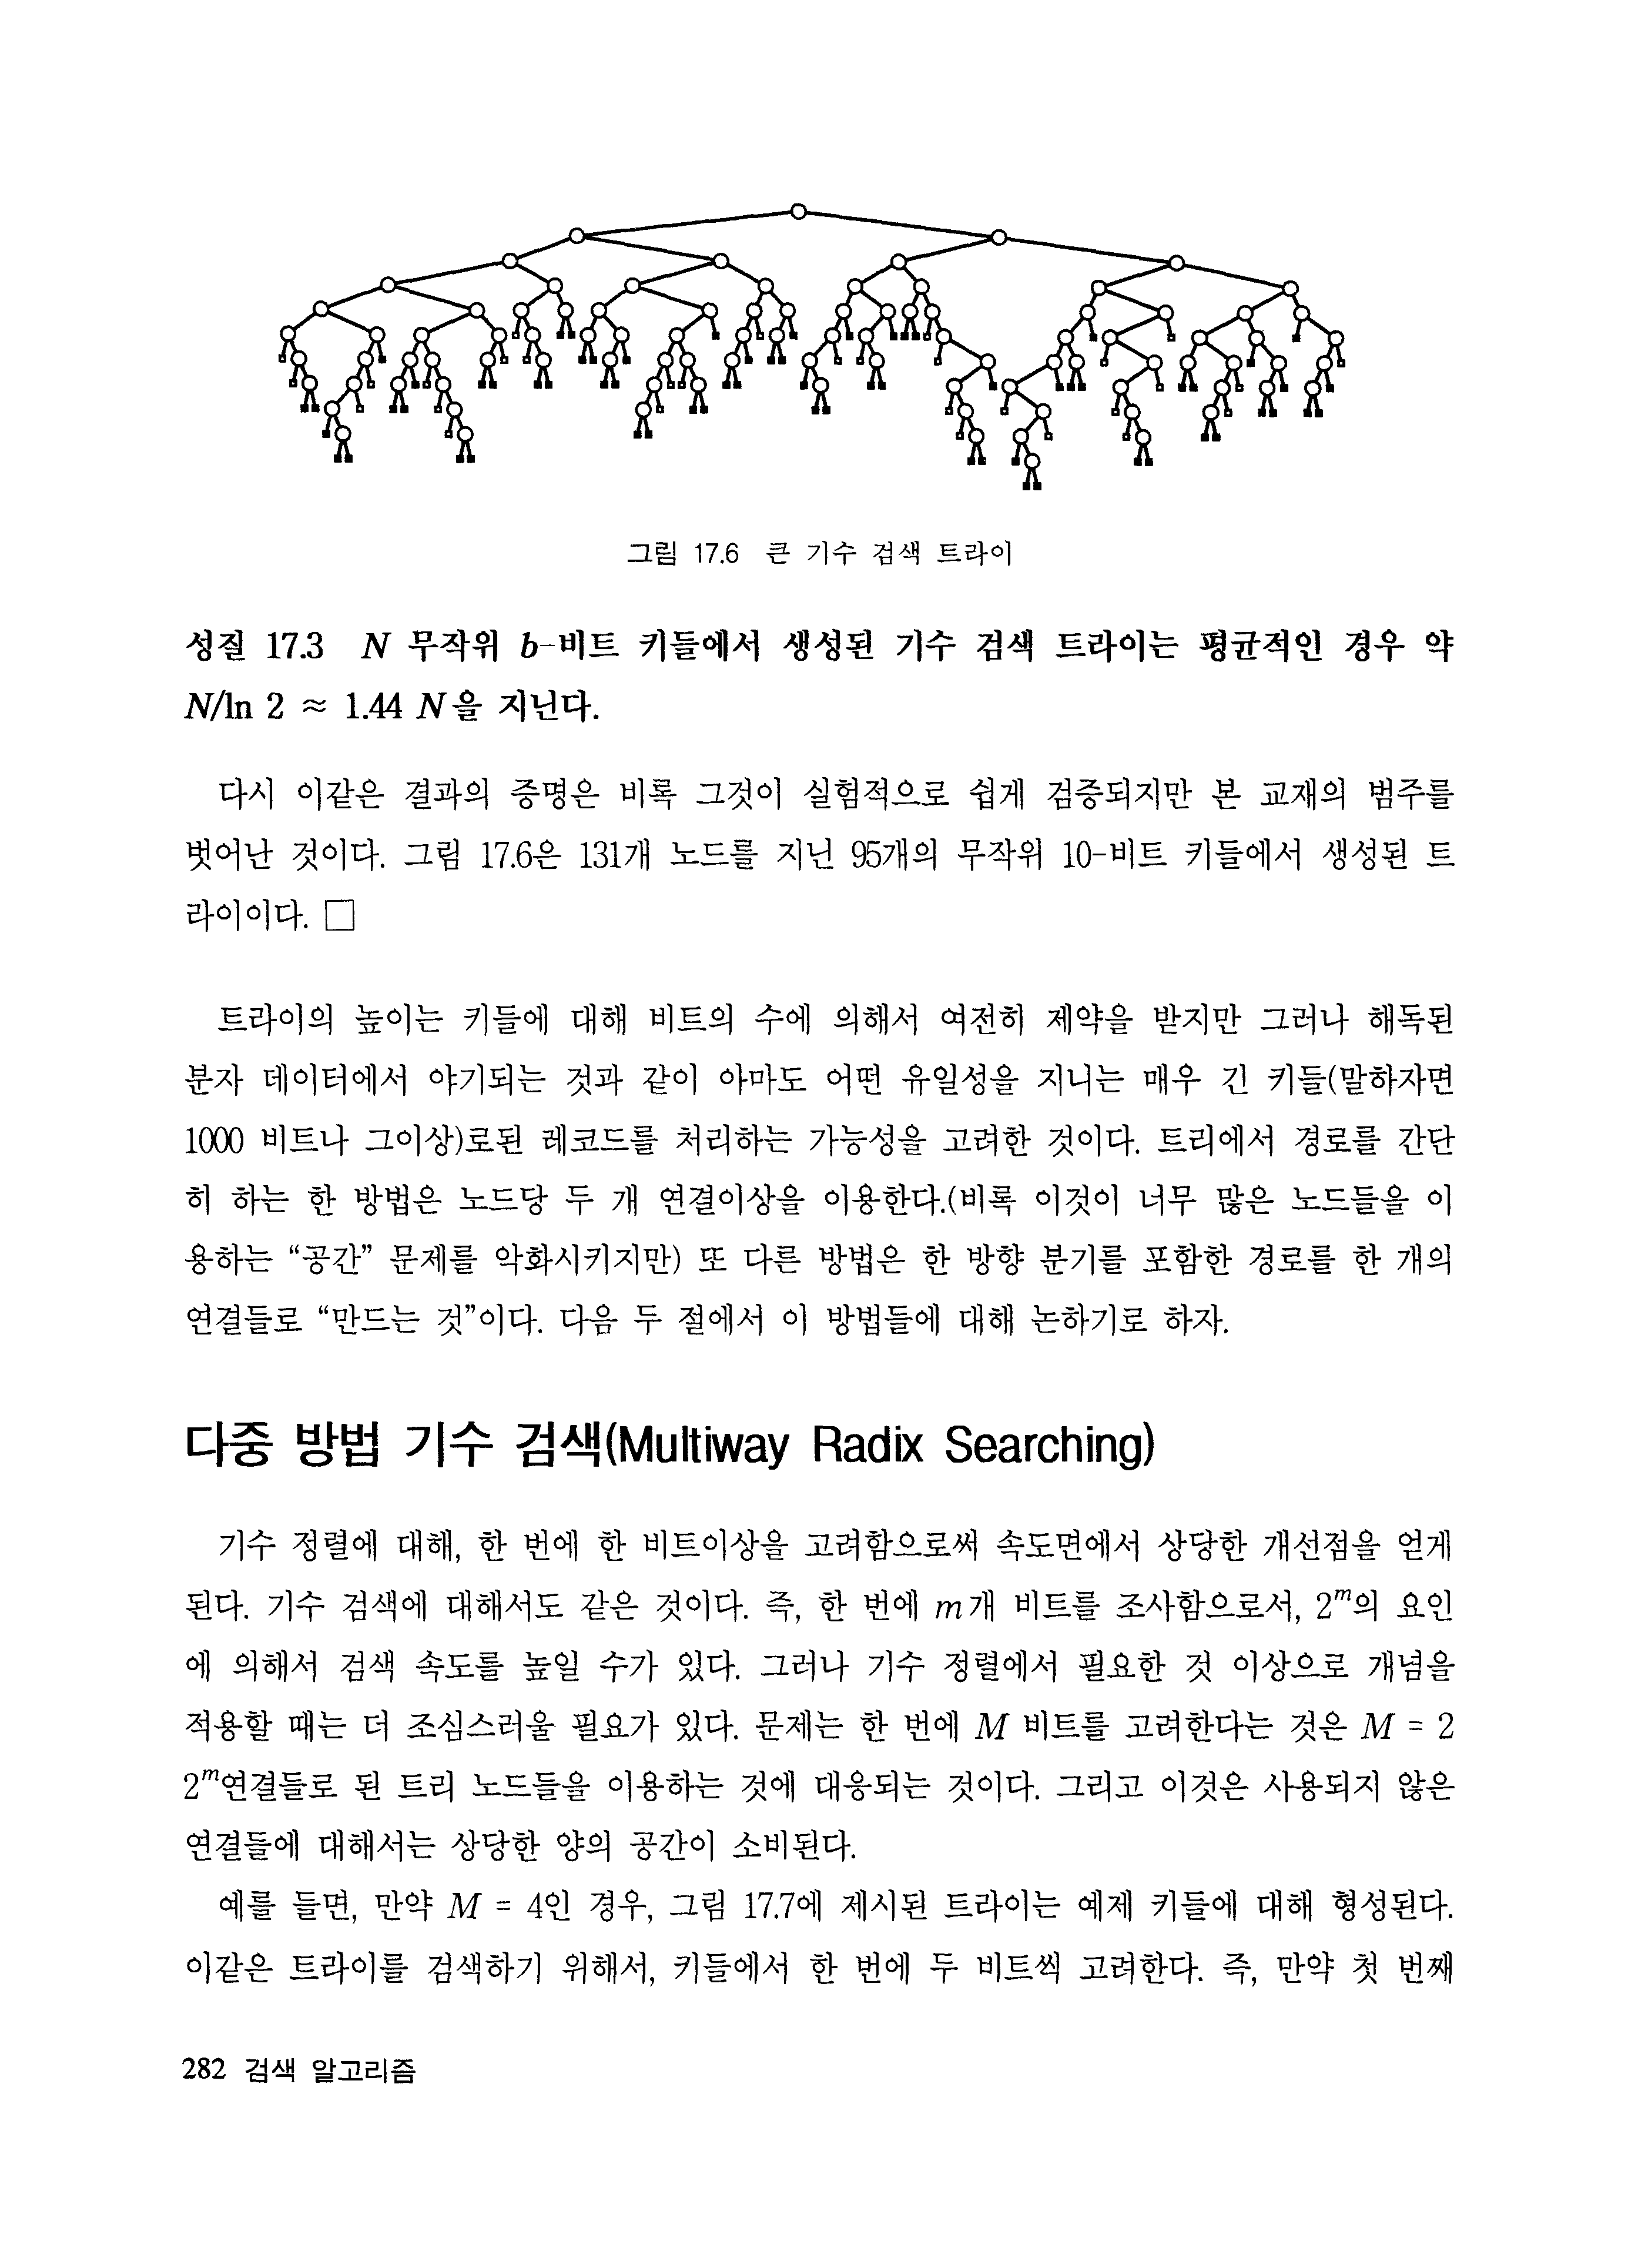 그림 17.6 큰 기수 검색 트라이
성질 17.3 N 무작위 b-비트 키들에서 생성된 기수 검색 트라이는 평균적인 경우 약
N/ln 2 ≈ 1.44 N을 지닌다.
다시 이같은 결과의 증명은 비록 그것이 실험적으로 쉽게 검증되지만 본 교재의 범주를
벗어난 것이다. 그림 17.6은 131개 노드를 지닌 95개의 무작위 10-비트 키들에서 생성된 트
라이이다. □
트라이의 높이는 키들에 대해 비트의 수에 의해서 여전히 제약을 받지만 그러나 해독된
분자 데이터에서 야기되는 것과 같이 아마도 어떤 유일성을 지니는 매우 긴 키들(말하자면
1000 비트나 그이상)로된 레코드를 처리하는 가능성을 고려한 것이다. 트리에서 경로를 간단
히 하는 한 방법은 노드당 두 개 연결이상을 이용한다.(비록 이것이 너무 많은 노드들을 이
용하는 “공간” 문제를 악화시키지만) 또 다른 방법은 한 방향 분기를 포함한 경로를 한 개의
연결들로 “만드는 것”이다. 다음 두 절에서 이 방법들에 대해 논하기로 하자.
다중 방법 기수 검색(Multiway Radix Searching)
기수 정렬에 대해, 한 번에 한 비트이상을 고려함으로써 속도면에서 상당한 개선점을 얻게
된다. 기수 검색에 대해서도 같은 것이다. 즉, 한 번에 m개 비트를 조사함으로서, 2ᵐ의 요인
에 의해서 검색 속도를 높일 수가 있다. 그러나 기수 정렬에서 필요한 것 이상으로 개념을
적용할 때는 더 조심스러울 필요가 있다. 문제는 한 번에 M 비트를 고려한다는 것은 M = 2
2ᵐ연결들로 된 트리 노드들을 이용하는 것에 대응되는 것이다. 그리고 이것은 사용되지 않은
연결들에 대해서는 상당한 양의 공간이 소비된다.
예를 들면, 만약 M = 4인 경우, 그림 17.7에 제시된 트라이는 예제 키들에 대해 형성된다.
이같은 트라이를 검색하기 위해서, 키들에서 한 번에 두 비트씩 고려한다. 즉, 만약 첫 번째
282 검색 알고리즘